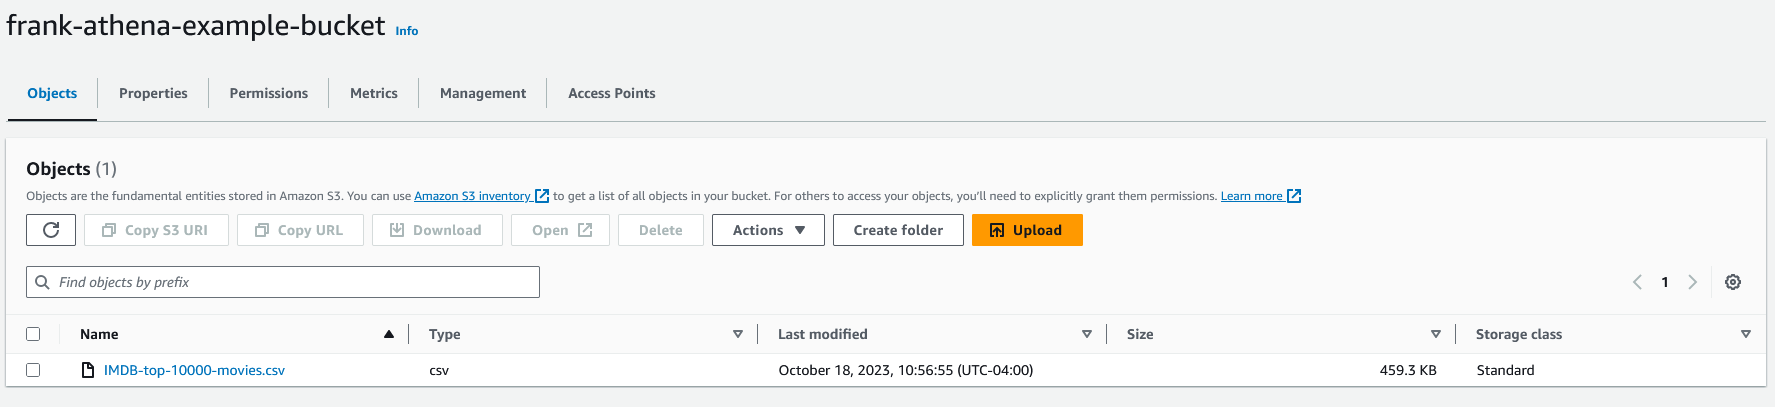 frank-athena-example-bucket Info
Objects Properties Permissions Metrics Management Access Points
Objects (1)
Objects are the fundamental entities stored in Amazon S3. You can use Amazon S3 inventory to get a list of all objects in your bucket. For others to access your objects, you'll need to explicitly grant them permissions. Learn more
Copy S3 URI Copy URL Download Open Delete Actions Create folder Upload
Find objects by prefix 1
Name Type Last modified Size Storage class
IMDB-top-10000-movies.csv csv October 18, 2023, 10:56:55 (UTC-04:00) 459.3 KB Standard